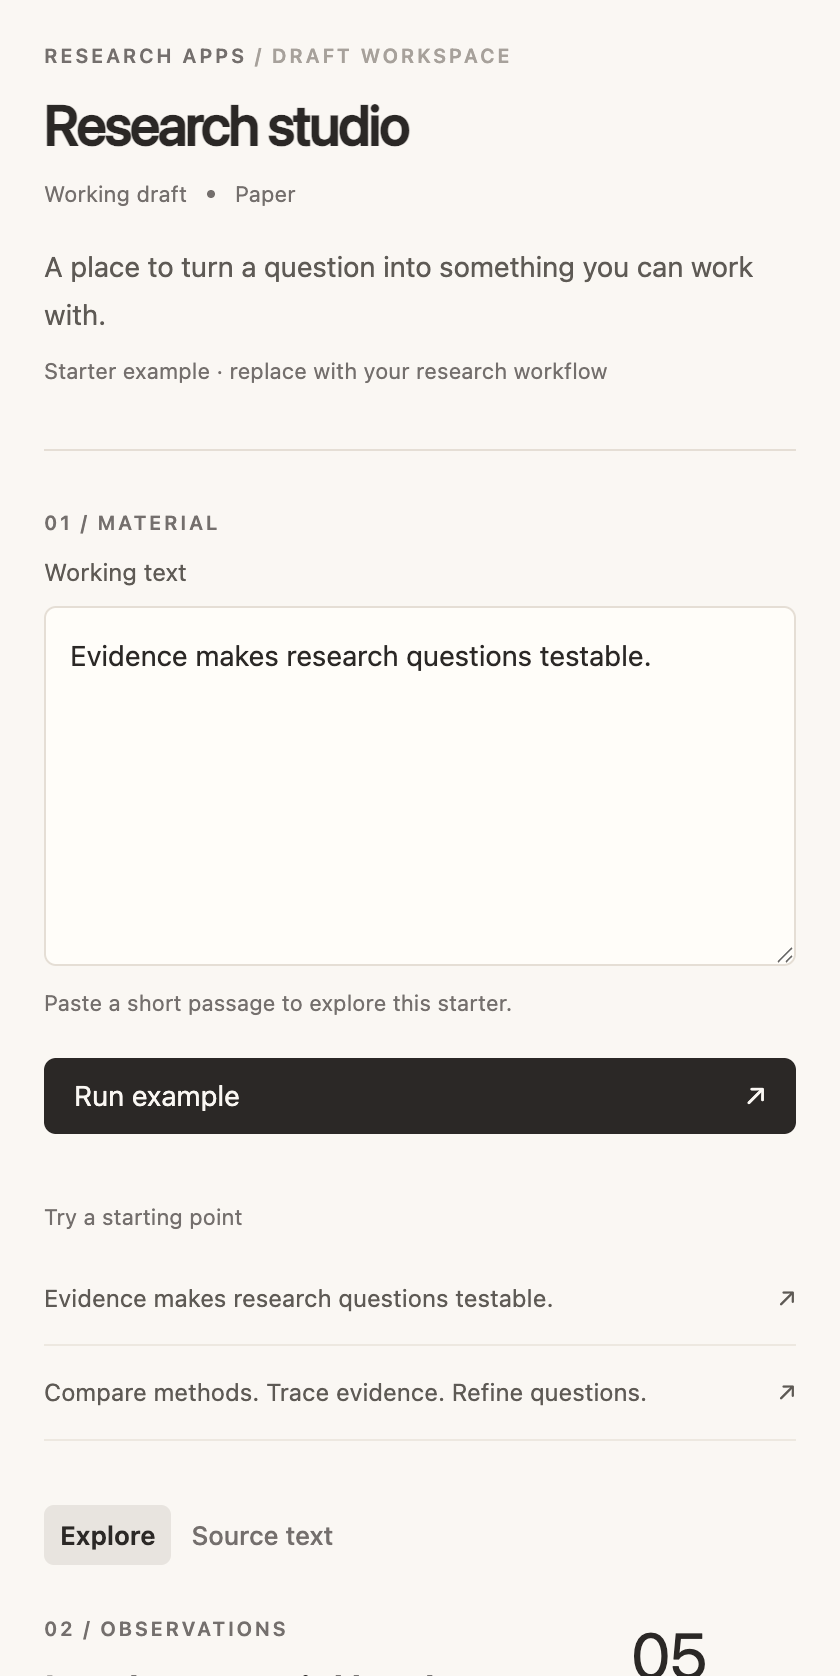 RESEARCH APPS / DRAFT WORKSPACE
Research studio
Working draft • Paper
A place to turn a question into something you can work
with.
Starter example · replace with your research workflow
01 / MATERIAL
Working text
Evidence makes research questions testable.
Paste a short passage to explore this starter.
Run example
Try a starting point
Evidence makes research questions testable.
Compare methods. Trace evidence. Refine questions.
Explore Source text
02 / OBSERVATIONS
05